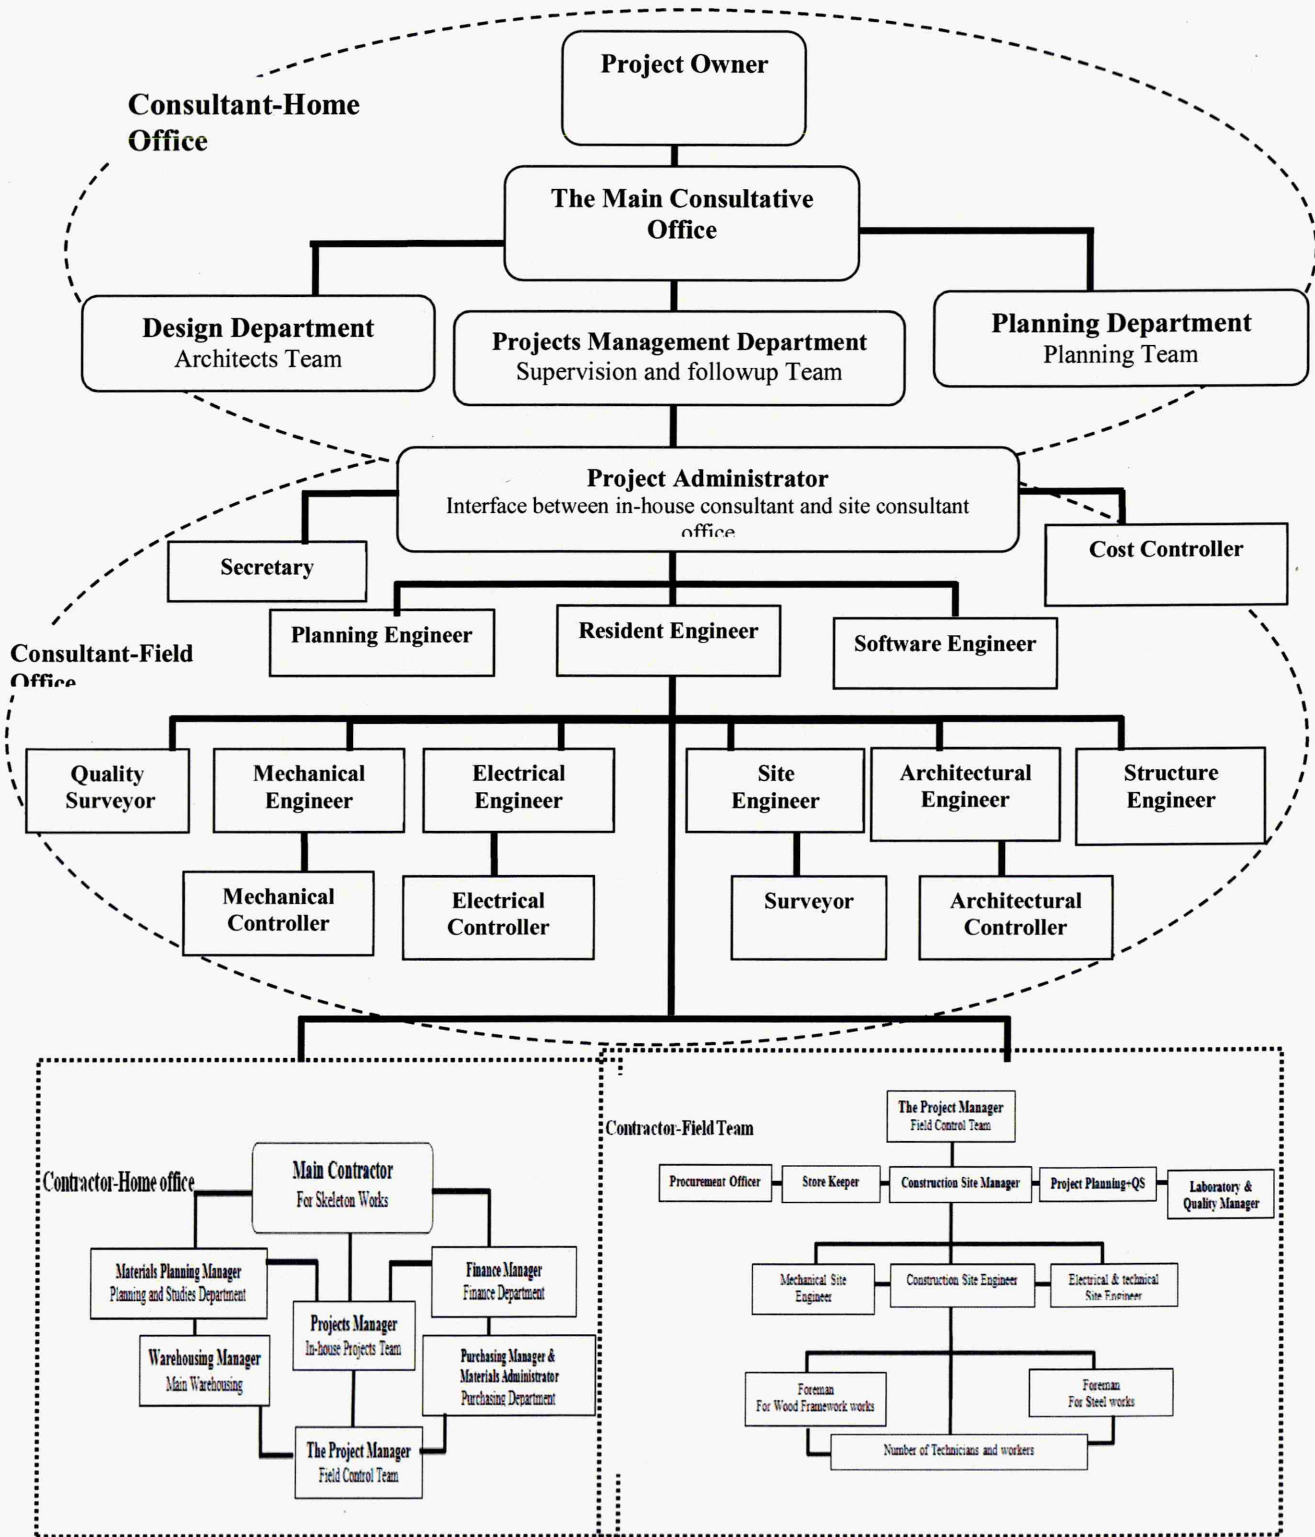 Project Owner
Consultant-Home
Office
The Main Consultative
Office
Design Department
Architects Team
Projects Management Department
Supervision and followup Team
Planning Department
Planning Team
Project Administrator
Interface between in-house consultant and site consultant
office
Secretary
Cost Controller
Planning Engineer
Resident Engineer
Software Engineer
Consultant-Field
Office
Quality
Surveyor
Mechanical
Engineer
Electrical
Engineer
Site
Engineer
Architectural
Engineer
Structure
Engineer
Mechanical
Controller
Electrical
Controller
Surveyor
Architectural
Controller
Contractor-Home office
Main Contractor
For Skeleton Works
Materials Planning Manager
Planning and Studies Department
Finance Manager
Finance Department
Projects Manager
In-house Projects Team
Warehousing Manager
Main Warehousing
Purchasing Manager &
Materials Administrator
Purchasing Department
The Project Manager
Field Control Team
Contractor-Field Team
The Project Manager
Field Control Team
Procurement Officer
Store Keeper
Construction Site Manager
Project Planning+QS
Laboratory &
Quality Manager
Mechanical Site
Engineer
Construction Site Engineer
Electrical & technical
Site Engineer
Foreman
For Wood Framework works
Foreman
For Steel works
Number of Technicians and workers